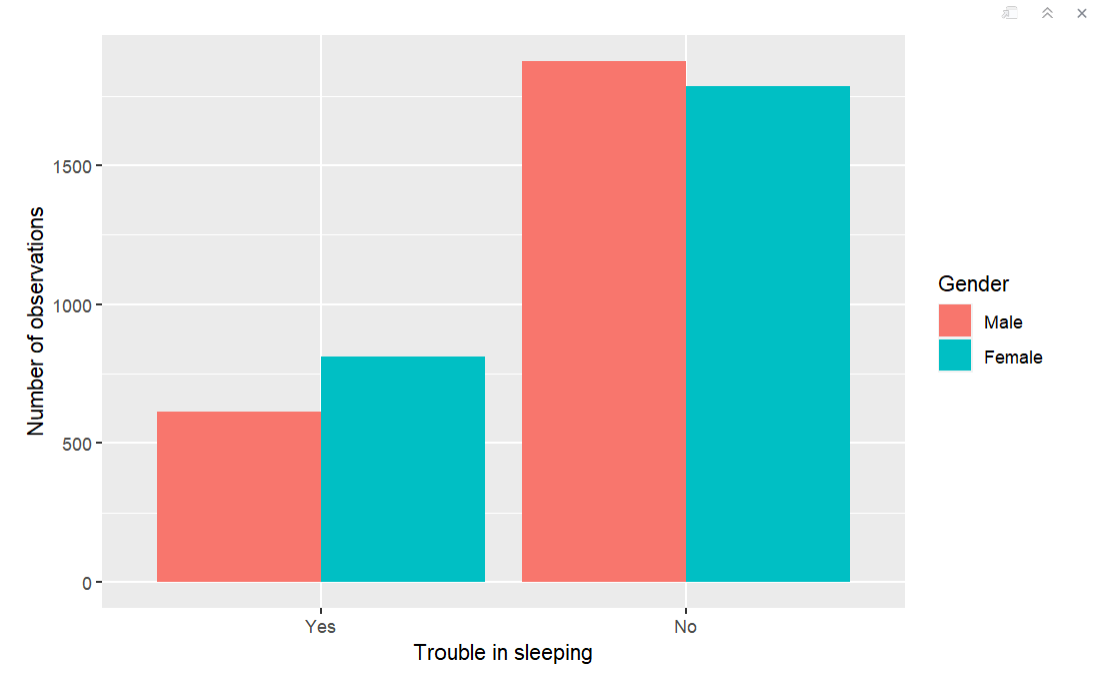 1500
1000
500
0
Number of observations
Yes
No
Trouble in sleeping
Gender
Male
Female